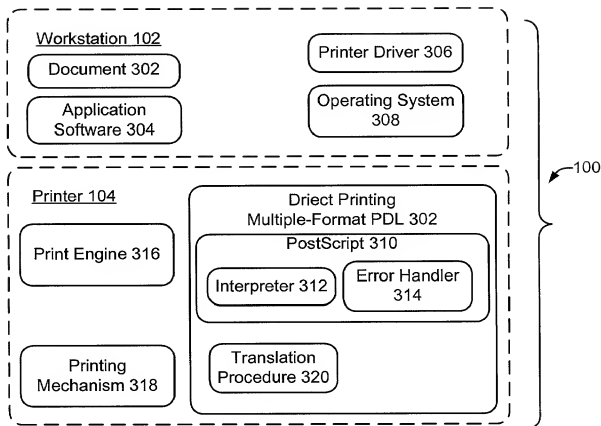 Workstation 102
Document 302
Application
Software 304
Printer Driver 306
Operating System
308
100
Printer 104
Print Engine 316
Printing
Mechanism 318
Driect Printing
Multiple-Format PDL 302
PostScript 310
Interpreter 312
Error Handler
314
Translation
Procedure 320